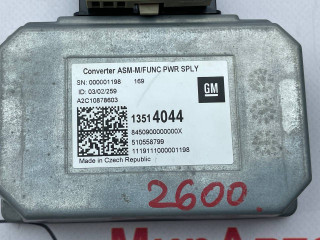 Converter ASM-M/FUNC PWR SPLY
SN: 000001198 169
ID: 03/02/259
A2C10878603
GM
13514044
8450900000000X
510558799
1119111000001198
Made in Czech Republic
2600